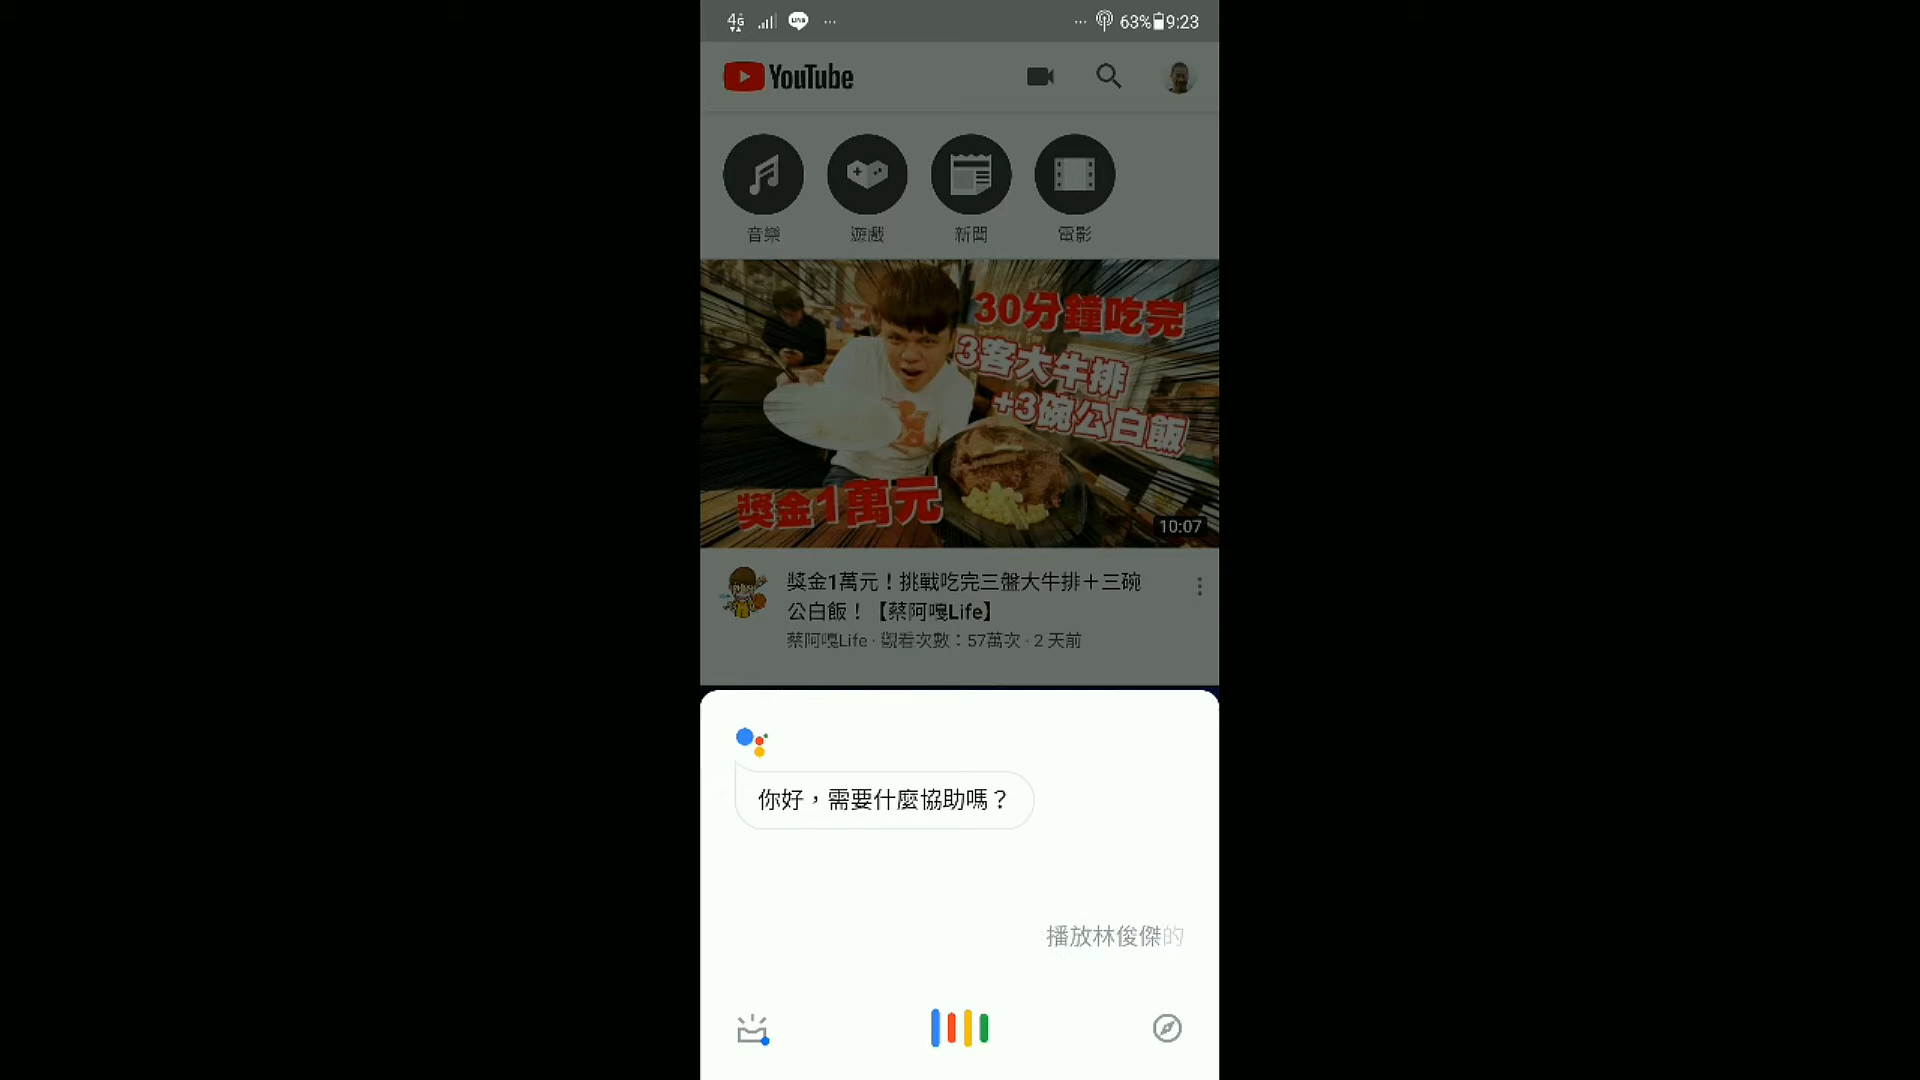 4G LINE ... ... 63% 9:23
YouTube
音樂 遊戲 新聞 電影
30分鐘吃完
3客大牛排
+3碗公白飯
獎金1萬元
10:07
獎金1萬元！挑戰吃完三盤大牛排＋三碗
公白飯！【蔡阿嘎Life】
蔡阿嘎Life · 觀看次數：57萬次 · 2 天前
你好，需要什麼協助嗎？
播放林俊傑的